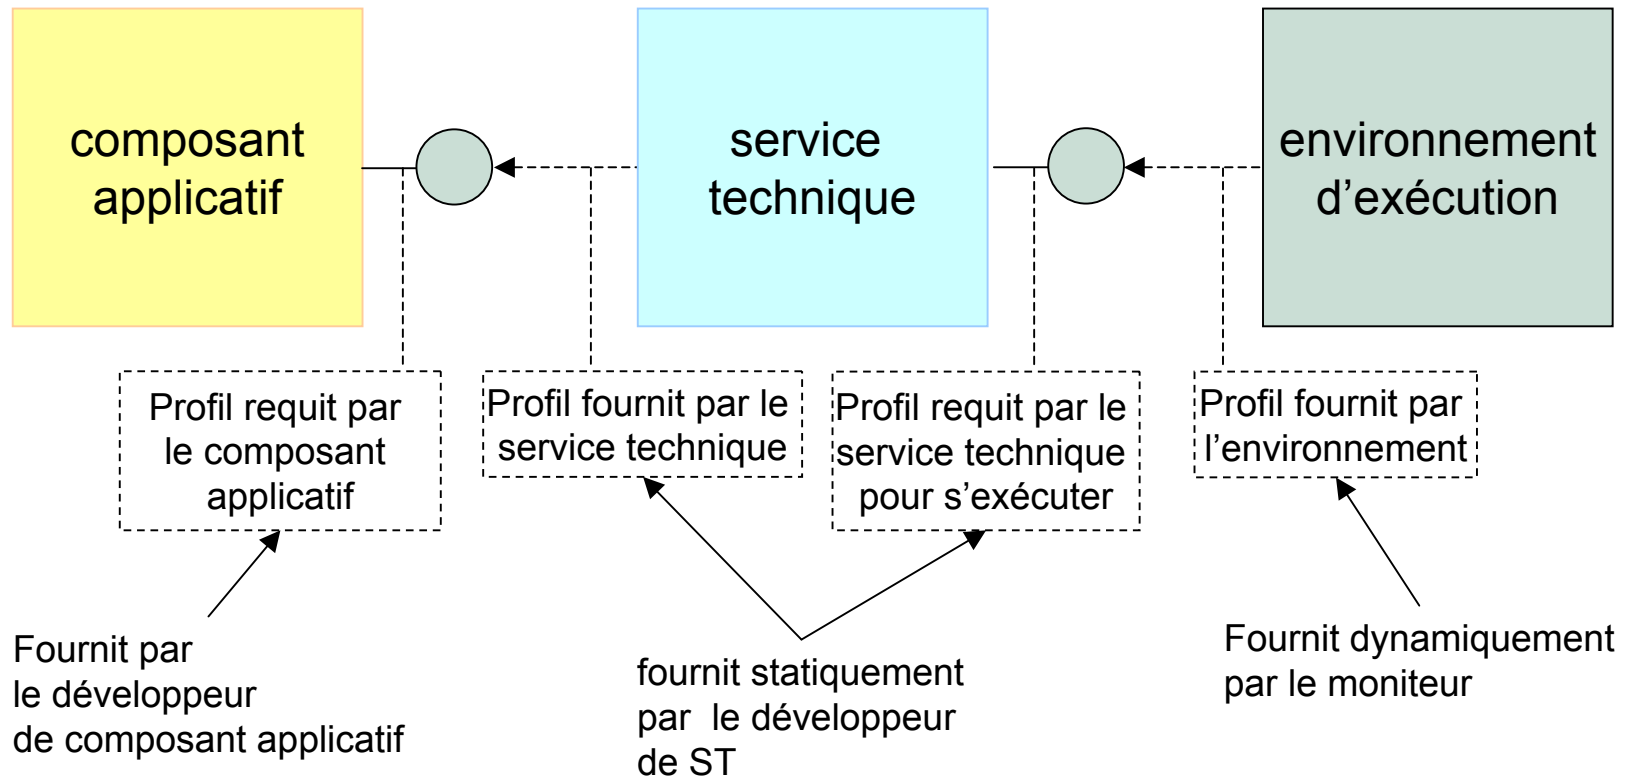 composant
applicatif
service
technique
environnement
d’exécution
Profil requit par
le composant
applicatif
Profil fournit par le
service technique
Profil requit par le
service technique
pour s’exécuter
Profil fournit par
l’environnement
Fournit par
le développeur
de composant applicatif
fournit statiquement
par le développeur
de ST
Fournit dynamiquement
par le moniteur